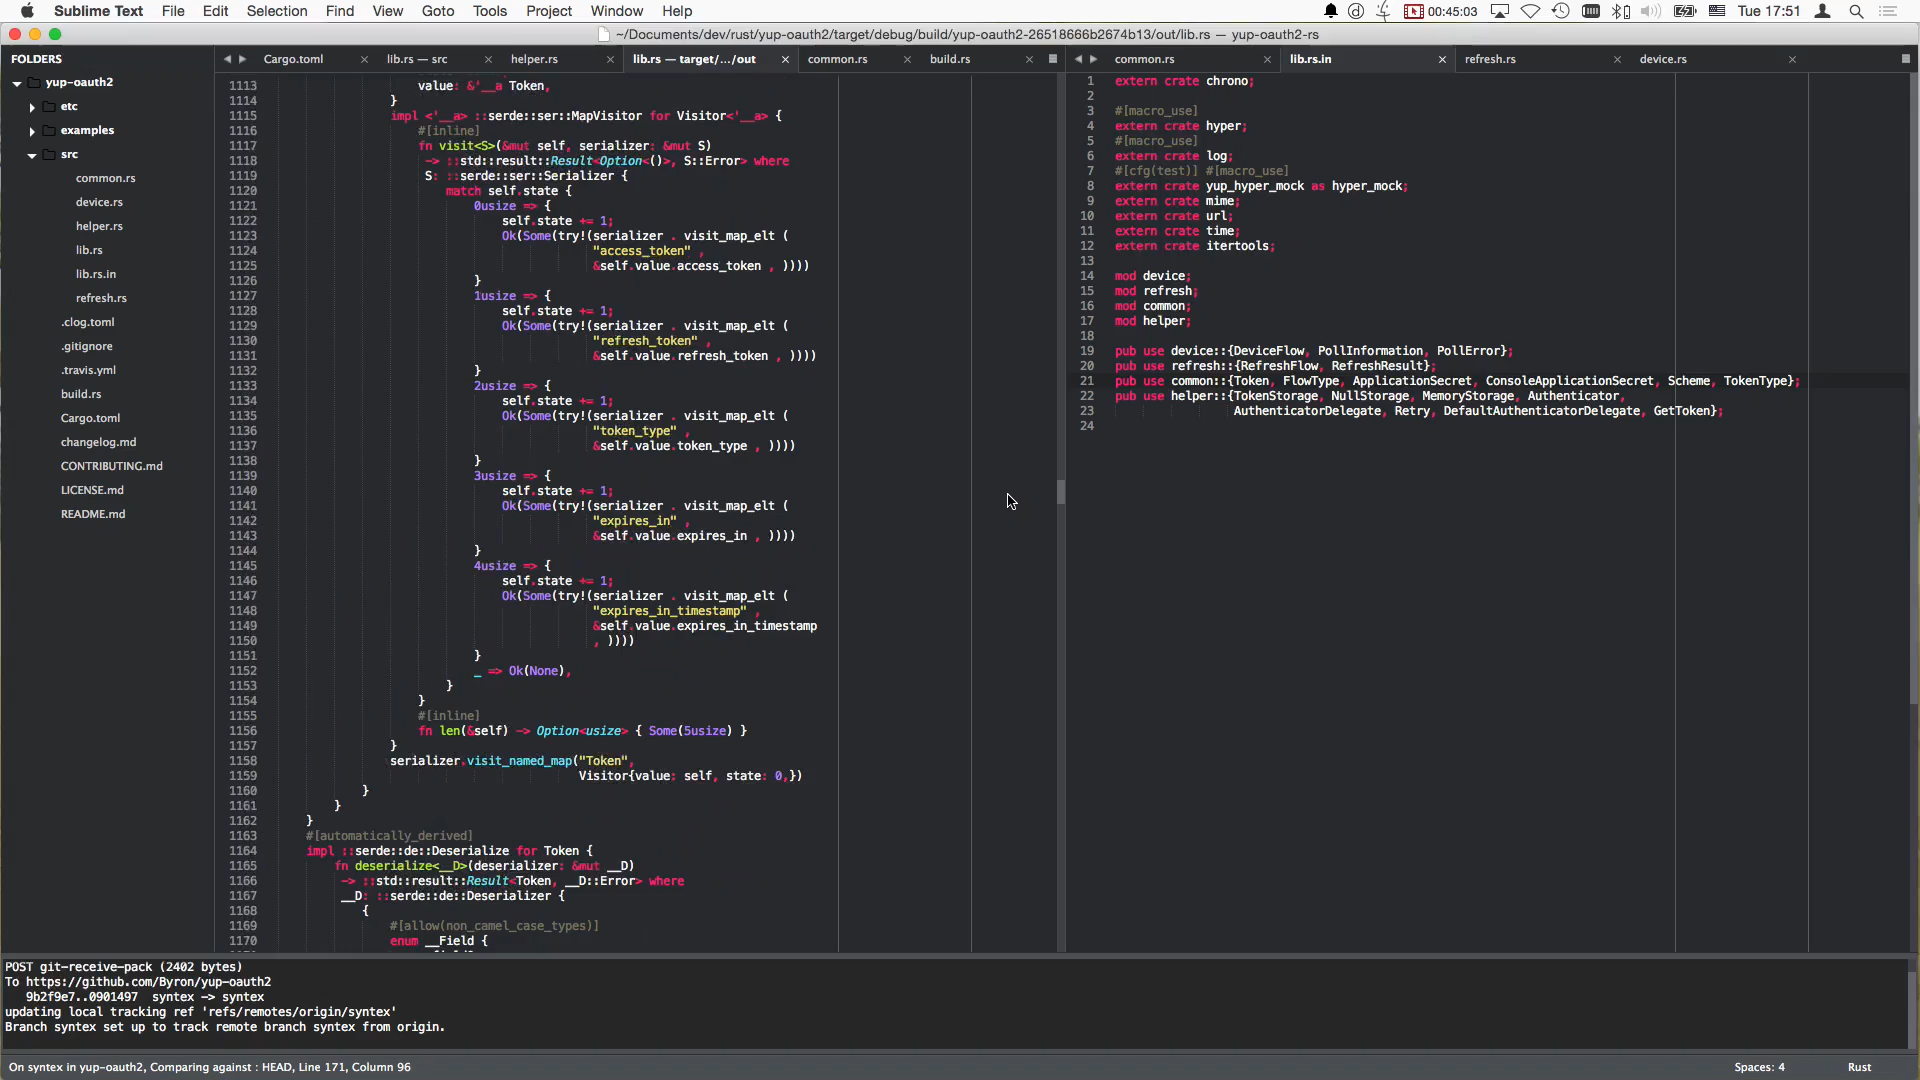 Sublime Text File Edit Selection Find View Goto Tools Project Window Help 00:45:03 Tue 17:51
~/Documents/dev/rust/yup-oauth2/target/debug/build/yup-oauth2-26518666b2674b13/out/lib.rs — yup-oauth2-rs
FOLDERS
yup-oauth2
etc
examples
src
common.rs
device.rs
helper.rs
lib.rs
lib.rs.in
refresh.rs
.clog.toml
.gitignore
.travis.yml
build.rs
Cargo.toml
changelog.md
CONTRIBUTING.md
LICENSE.md
README.md
Cargo.toml lib.rs — src helper.rs lib.rs — target/.../out common.rs build.rs
1113 value: &'__a Token,
1114 }
1115 impl <'__a> ::serde::ser::MapVisitor for Visitor<'__a> {
1116 #[inline]
1117 fn visit<S>(&mut self, serializer: &mut S)
1118 -> ::std::result::Result<Option<()>, S::Error> where
1119 S: ::serde::ser::Serializer {
1120 match self.state {
1121 0usize => {
1122 self.state += 1;
1123 Ok(Some(try!(serializer . visit_map_elt (
1124 "access_token" ,
1125 &self.value.access_token , ))))
1126 }
1127 1usize => {
1128 self.state += 1;
1129 Ok(Some(try!(serializer . visit_map_elt (
1130 "refresh_token" ,
1131 &self.value.refresh_token , ))))
1132 }
1133 2usize => {
1134 self.state += 1;
1135 Ok(Some(try!(serializer . visit_map_elt (
1136 "token_type" ,
1137 &self.value.token_type , ))))
1138 }
1139 3usize => {
1140 self.state += 1;
1141 Ok(Some(try!(serializer . visit_map_elt (
1142 "expires_in" ,
1143 &self.value.expires_in , ))))
1144 }
1145 4usize => {
1146 self.state += 1;
1147 Ok(Some(try!(serializer . visit_map_elt (
1148 "expires_in_timestamp" ,
1149 &self.value.expires_in_timestamp
1150 , ))))
1151 }
1152 _ => Ok(None),
1153 }
1154 }
1155 #[inline]
1156 fn len(&self) -> Option<usize> { Some(5usize) }
1157 }
1158 serializer.visit_named_map("Token",
1159 Visitor{value: self, state: 0,})
1160 }
1161 }
1162 }
1163 #[automatically_derived]
1164 impl ::serde::de::Deserialize for Token {
1165 fn deserialize<__D>(deserializer: &mut __D)
1166 -> ::std::result::Result<Token, __D::Error> where
1167 __D: ::serde::de::Deserializer {
1168 {
1169 #[allow(non_camel_case_types)]
1170 enum __Field {
common.rs lib.rs.in refresh.rs device.rs
1 extern crate chrono;
2
3 #[macro_use]
4 extern crate hyper;
5 #[macro_use]
6 extern crate log;
7 #[cfg(test)] #[macro_use]
8 extern crate yup_hyper_mock as hyper_mock;
9 extern crate mime;
10 extern crate url;
11 extern crate time;
12 extern crate itertools;
13
14 mod device;
15 mod refresh;
16 mod common;
17 mod helper;
18
19 pub use device::{DeviceFlow, PollInformation, PollError};
20 pub use refresh::{RefreshFlow, RefreshResult};
21 pub use common::{Token, FlowType, ApplicationSecret, ConsoleApplicationSecret, Scheme, TokenType};
22 pub use helper::{TokenStorage, NullStorage, MemoryStorage, Authenticator,
23 AuthenticatorDelegate, Retry, DefaultAuthenticatorDelegate, GetToken};
24
POST git-receive-pack (2402 bytes)
To https://github.com/Byron/yup-oauth2
9b2f9e7..0901497 syntex -> syntex
updating local tracking ref 'refs/remotes/origin/syntex'
Branch syntex set up to track remote branch syntex from origin.
On syntex in yup-oauth2, Comparing against : HEAD, Line 171, Column 96 Spaces: 4 Rust